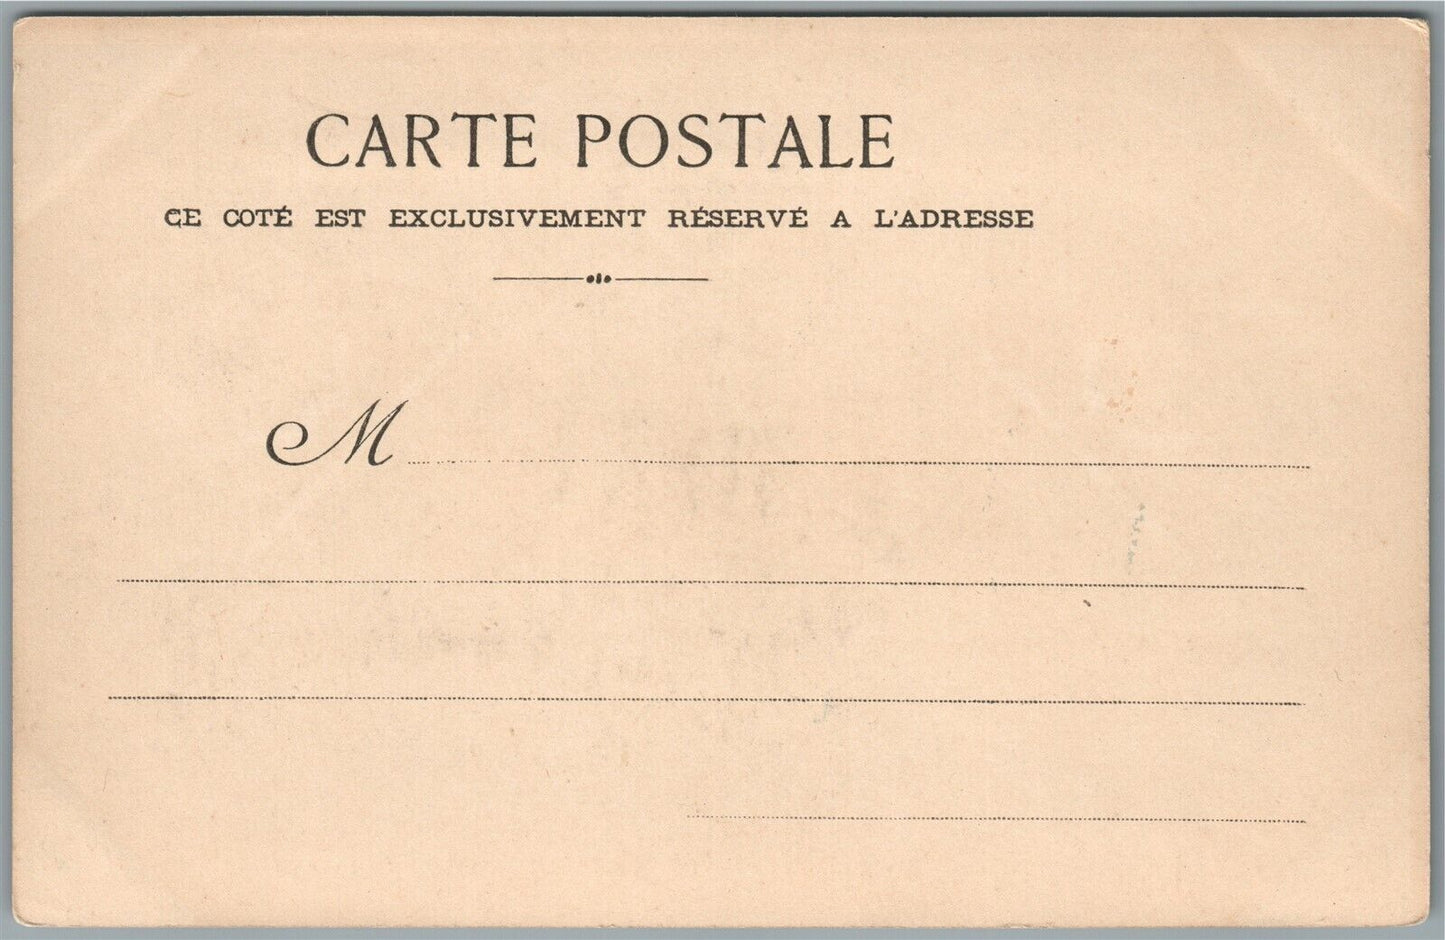 CARTE POSTALE
CE COTÉ EST EXCLUSIVEMENT RÉSERVÉ A L'ADRESSE
M